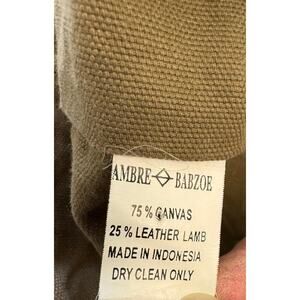 AMBRE BABZOE
75% CANVAS
25% LEATHER LAMB
MADE IN INDONESIA
DRY CLEAN ONLY